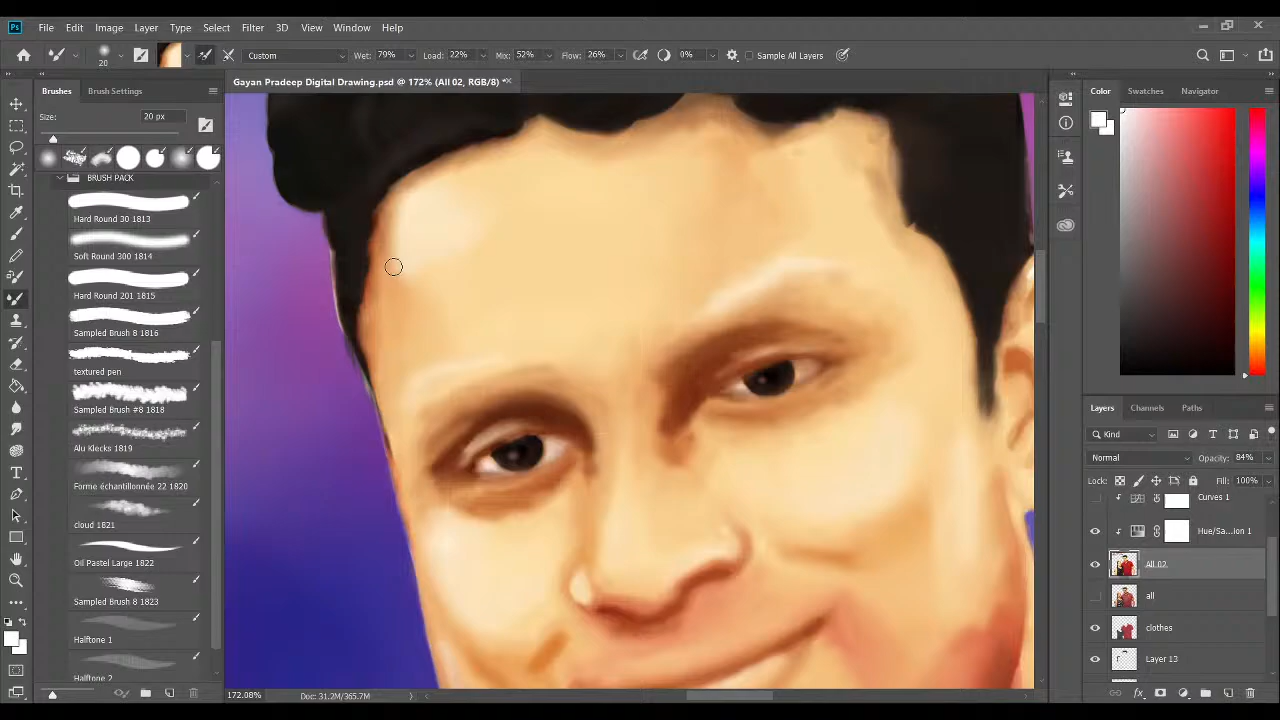 Ps File Edit Image Layer Type Select Filter 3D View Window Help
20 Custom Wet: 79% Load: 22% Mix: 52% Flow: 26% 0% Sample All Layers
Gayan Pradeep Digital Drawing.psd @ 172% (All 02, RGB/8) *
Brushes Brush Settings
Size: 20 px
BRUSH PACK
Hard Round 30 1813
Soft Round 300 1814
Hard Round 201 1815
Sampled Brush 8 1816
textured pen
Sampled Brush #8 1818
Alu Klecks 1819
Forme échantillonnée 22 1820
cloud 1821
Oil Pastel Large 1822
Sampled Brush 8 1823
Halftone 1
Halftone 2
172.08% Doc: 31.2M/365.7M
Color Swatches Navigator
Layers Channels Paths
Kind
Normal Opacity: 84%
Lock: Fill: 100%
Curves 1
Hue/Sa...ion 1
All 02
all
clothes
Layer 13